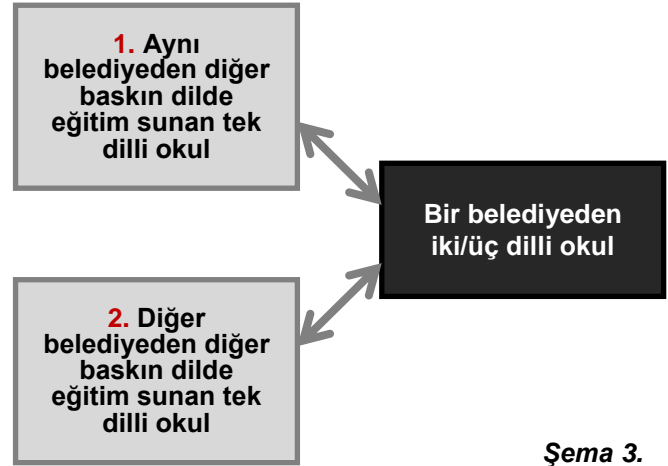 1. Aynı
belediyeden diğer
baskın dilde
eğitim sunan tek
dilli okul
Bir belediyeden
iki/üç dilli okul
2. Diğer
belediyeden diğer
baskın dilde
eğitim sunan tek
dilli okul
Şema 3.